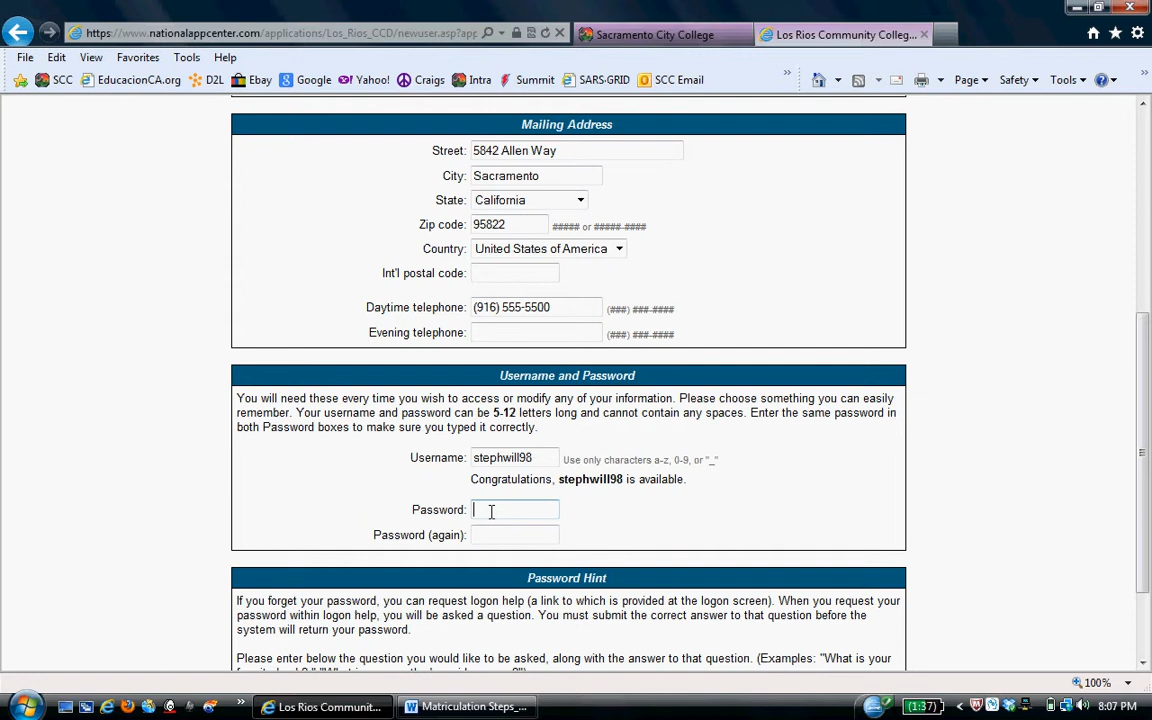 https://www.nationalappcenter.com/applications/Los_Rios_CCD/newuser.asp?app
Sacramento City College
Los Rios Community Colleg...
File Edit View Favorites Tools Help
SCC EducacionCA.org D2L Ebay Google Yahoo! Craigs Intra Summit SARS-GRID SCC Email
Page Safety Tools
Mailing Address
Street: 5842 Allen Way
City: Sacramento
State: California
Zip code: 95822 ##### or #####-####
Country: United States of America
Int'l postal code:
Daytime telephone: (916) 555-5500 (###) ###-####
Evening telephone: (###) ###-####
Username and Password
You will need these every time you wish to access or modify any of your information. Please choose something you can easily
remember. Your username and password can be 5-12 letters long and cannot contain any spaces. Enter the same password in
both Password boxes to make sure you typed it correctly.
Username: stephwill98 Use only characters a-z, 0-9, or "_"
Congratulations, stephwill98 is available.
Password:
Password (again):
Password Hint
If you forget your password, you can request logon help (a link to which is provided at the logon screen). When you request your
password within logon help, you will be asked a question. You must submit the correct answer to that question before the
system will return your password.
Please enter below the question you would like to be asked, along with the answer to that question. (Examples: "What is your
100%
Los Rios Communit... Matriculation Steps_... (1:37) 8:07 PM